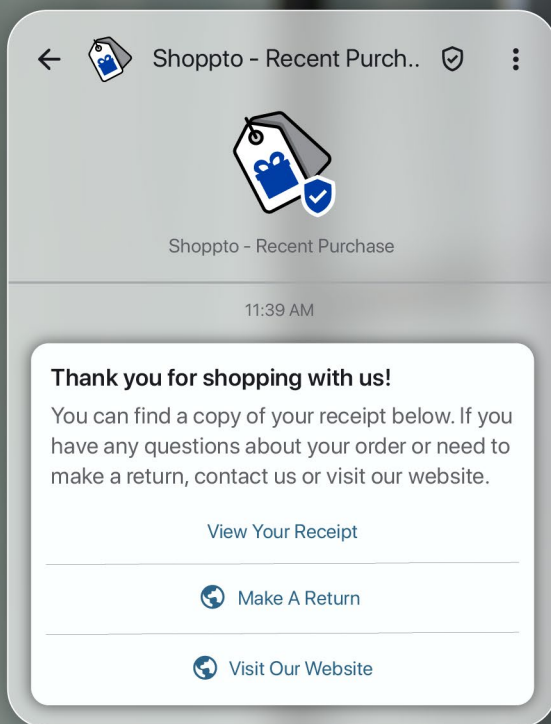 Shoppto - Recent Purch..
Shoppto - Recent Purchase
11:39 AM
Thank you for shopping with us!
You can find a copy of your receipt below. If you
have any questions about your order or need to
make a return, contact us or visit our website.
View Your Receipt
Make A Return
Visit Our Website